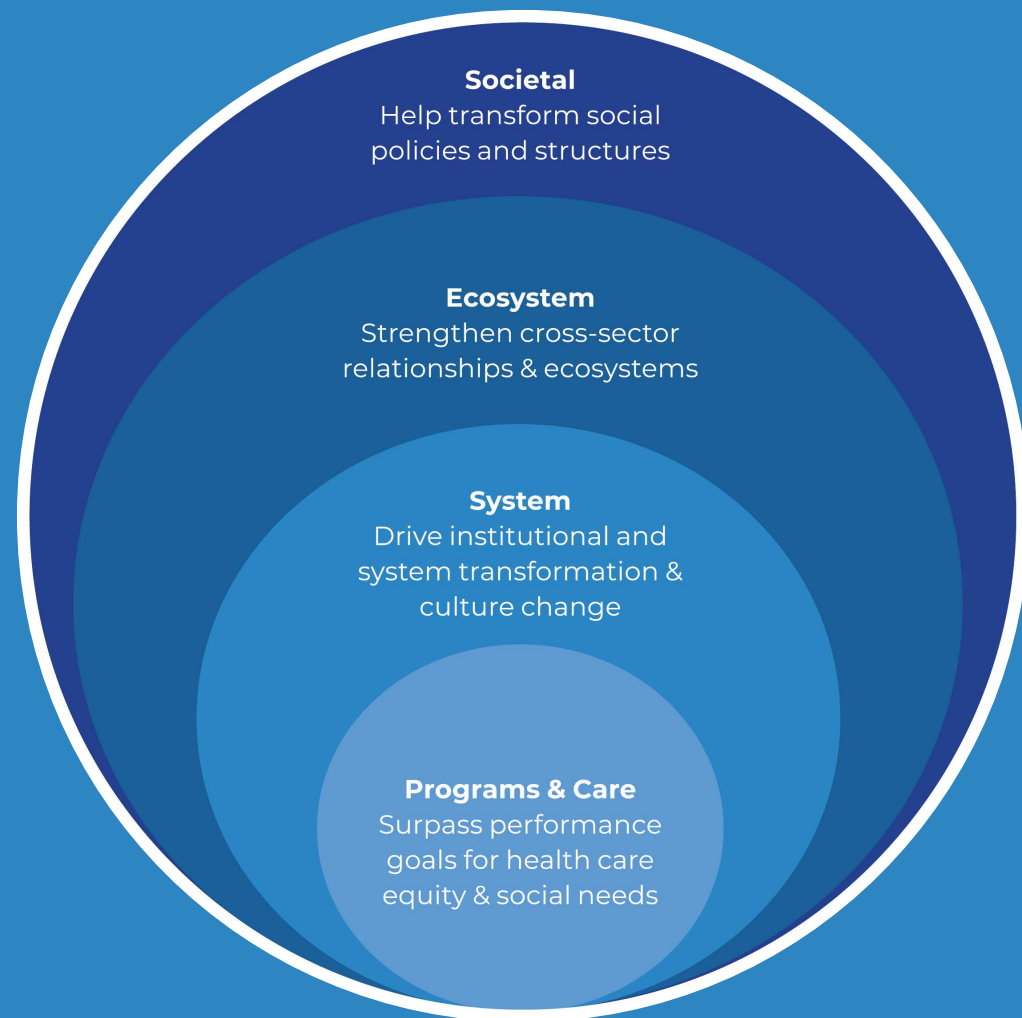 Societal
Help transform social
policies and structures
Ecosystem
Strengthen cross-sector
relationships & ecosystems
System
Drive institutional and
system transformation &
culture change
Programs & Care
Surpass performance
goals for health care
equity & social needs